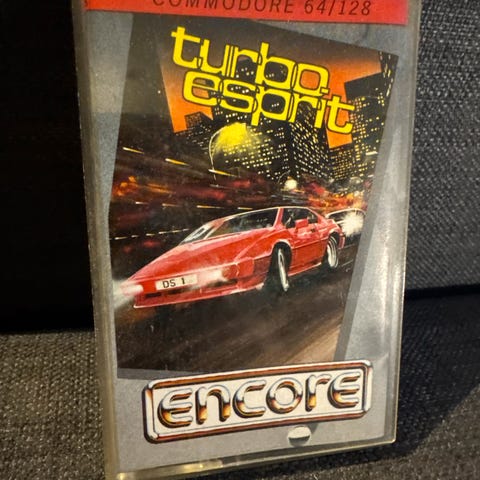 COMMODORE 64/128
turbo
esprit
DS 1
encore